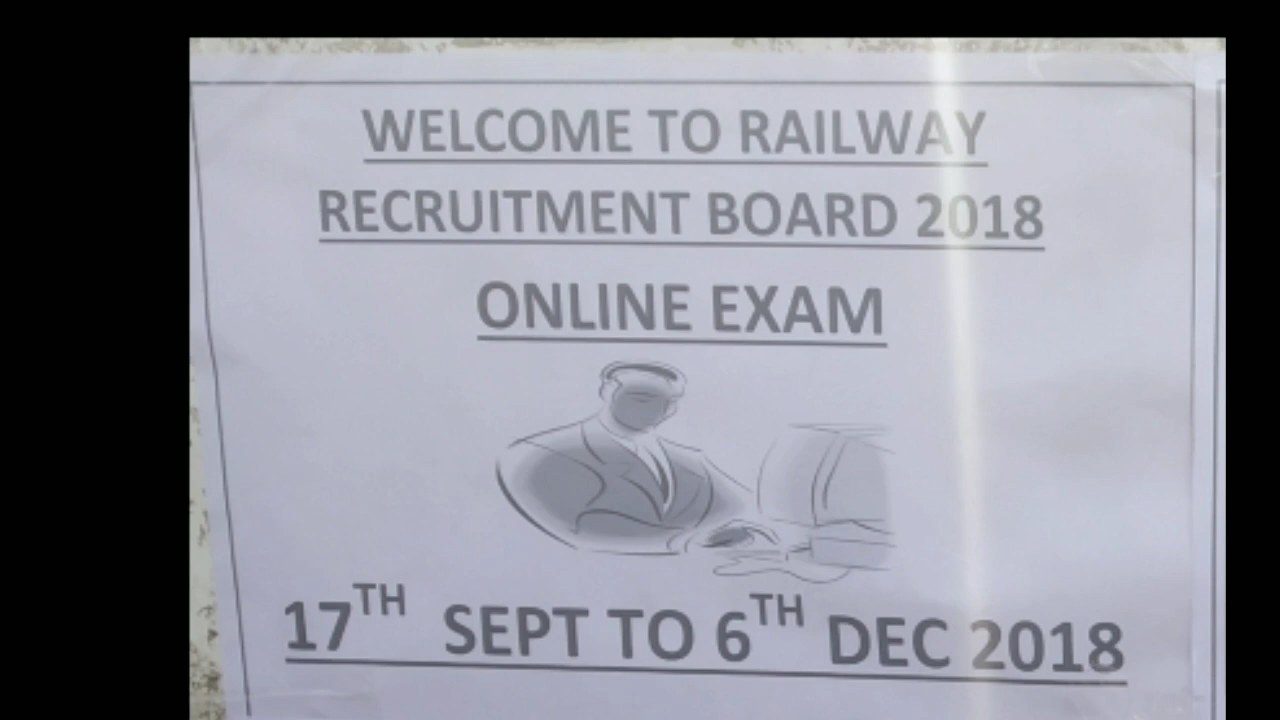 WELCOME TO RAILWAY
RECRUITMENT BOARD 2018
ONLINE EXAM
17TH SEPT TO 6TH DEC 2018